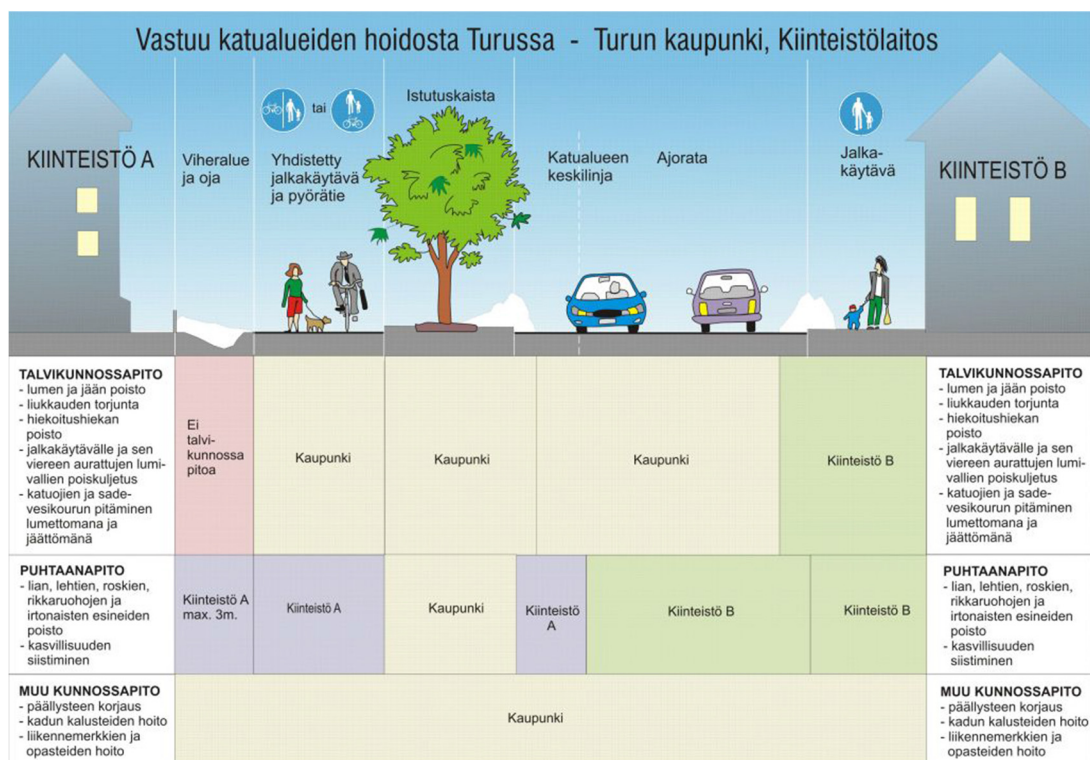 Vastuu katualueiden hoidosta Turussa - Turun kaupunki, Kiinteistölaitos
KIINTEISTÖ A
Viheralue
ja oja
tai
Yhdistetty
jalkakäytävä
ja pyörätie
Istutuskaista
Katualueen
keskilinja
Ajorata
Jalka-
käytävä
KIINTEISTÖ B
TALVIKUNNOSSAPITO
- lumen ja jään poisto
- liukkauden torjunta
- hiekoitushiekan
poisto
- jalkakäytävälle ja sen
viereen aurattujen lumi-
vallien poiskuljetus
- katuojien ja sade-
vesikourun pitäminen
lumettomana ja
jäättömänä
Ei
talvi-
kunnossa
pitoa
Kaupunki
Kaupunki
Kaupunki
Kiinteistö B
TALVIKUNNOSSAPITO
- lumen ja jään poisto
- liukkauden torjunta
- hiekoitushiekan
poisto
- jalkakäytävälle ja sen
viereen aurattujen lumi-
vallien poiskuljetus
- katuojien ja sade-
vesikourun pitäminen
lumettomana ja
jäättömänä
PUHTAANAPITO
- lian, lehtien, roskien,
rikkaruohojen ja
irtonaisten esineiden
poisto
- kasvillisuuden
siistiminen
Kiinteistö A
max. 3m.
Kiinteistö A
Kaupunki
Kiinteistö
A
Kiinteistö B
Kiinteistö B
PUHTAANAPITO
- lian, lehtien, roskien,
rikkaruohojen ja
irtonaisten esineiden
poisto
- kasvillisuuden
siistiminen
MUU KUNNOSSAPITO
- päällysteen korjaus
- kadun kalusteiden hoito
- liikennemerkkien ja
opasteiden hoito
Kaupunki
MUU KUNNOSSAPITO
- päällysteen korjaus
- kadun kalusteiden hoito
- liikennemerkkien ja
opasteiden hoito